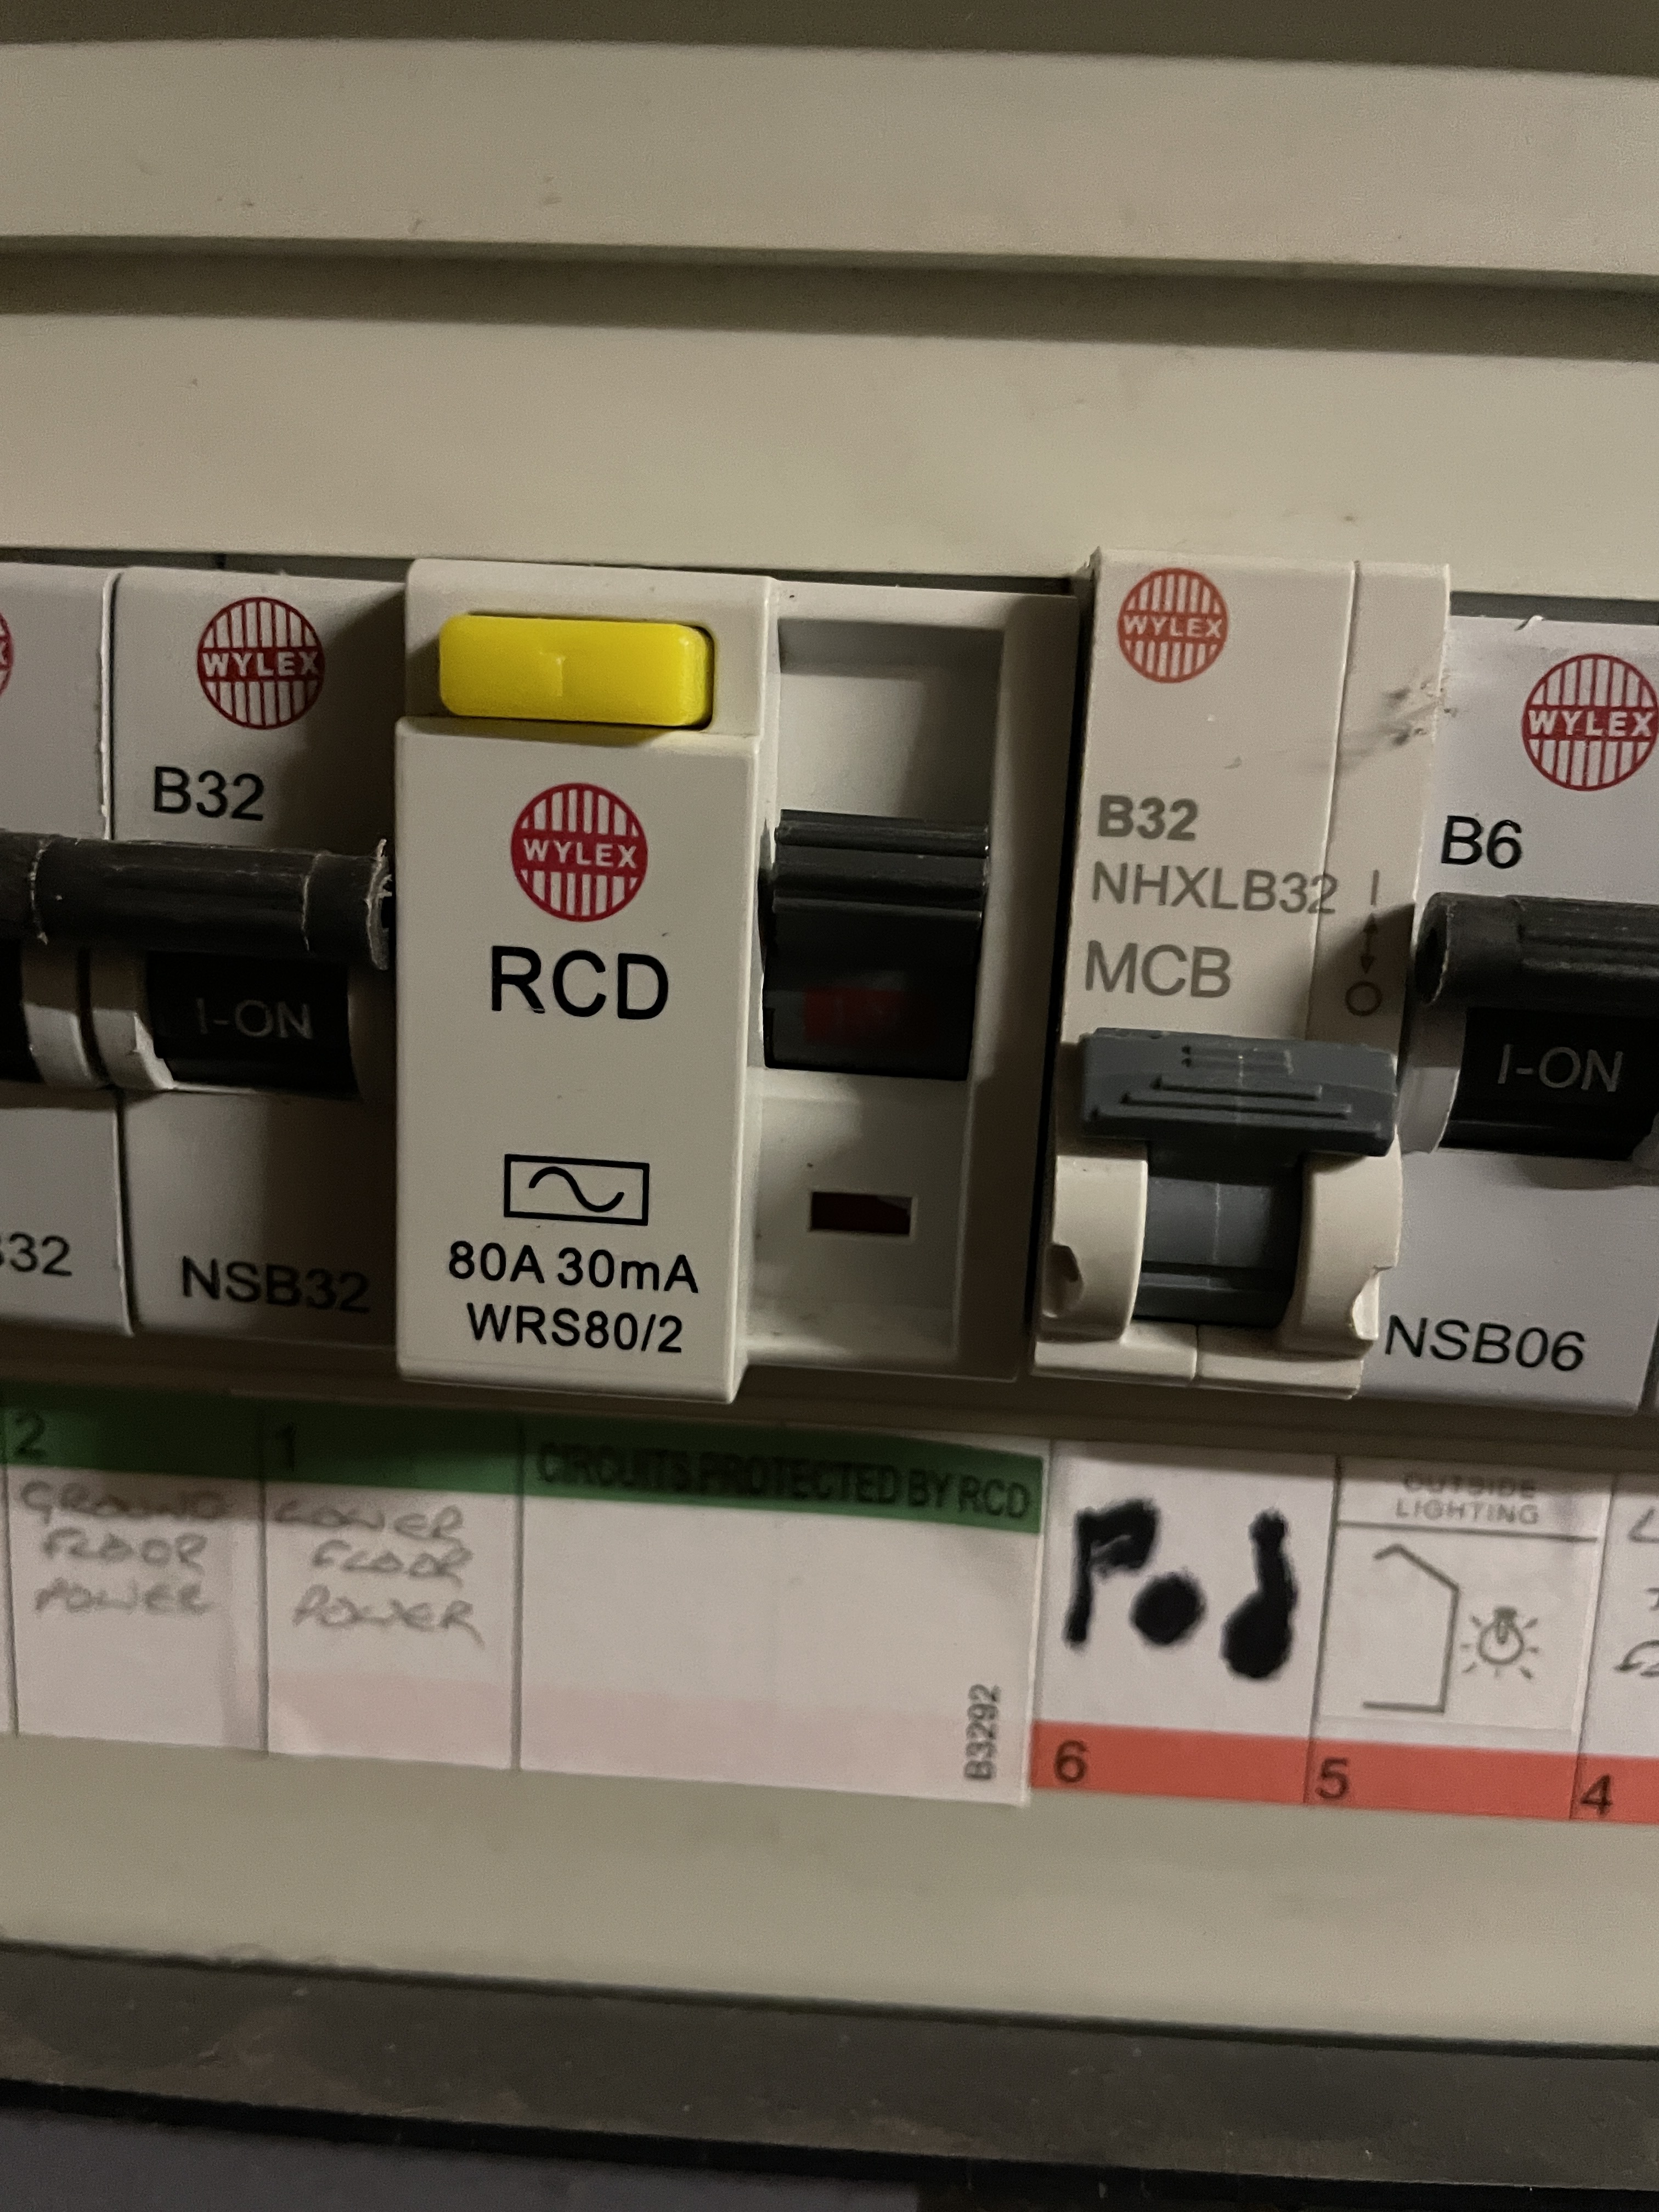 WYLEX
B32
I-ON
NSB32
WYLEX
RCD
80A 30mA
WRS80/2
WYLEX
B32
NHXLB32
MCB
I
O
WYLEX
B6
I-ON
NSB06
2
GROUND
FLOOR
POWER
1
LOWER
FLOOR
POWER
CIRCUITS PROTECTED BY RCD
B3292
Pod
6
OUTSIDE
LIGHTING
5
4